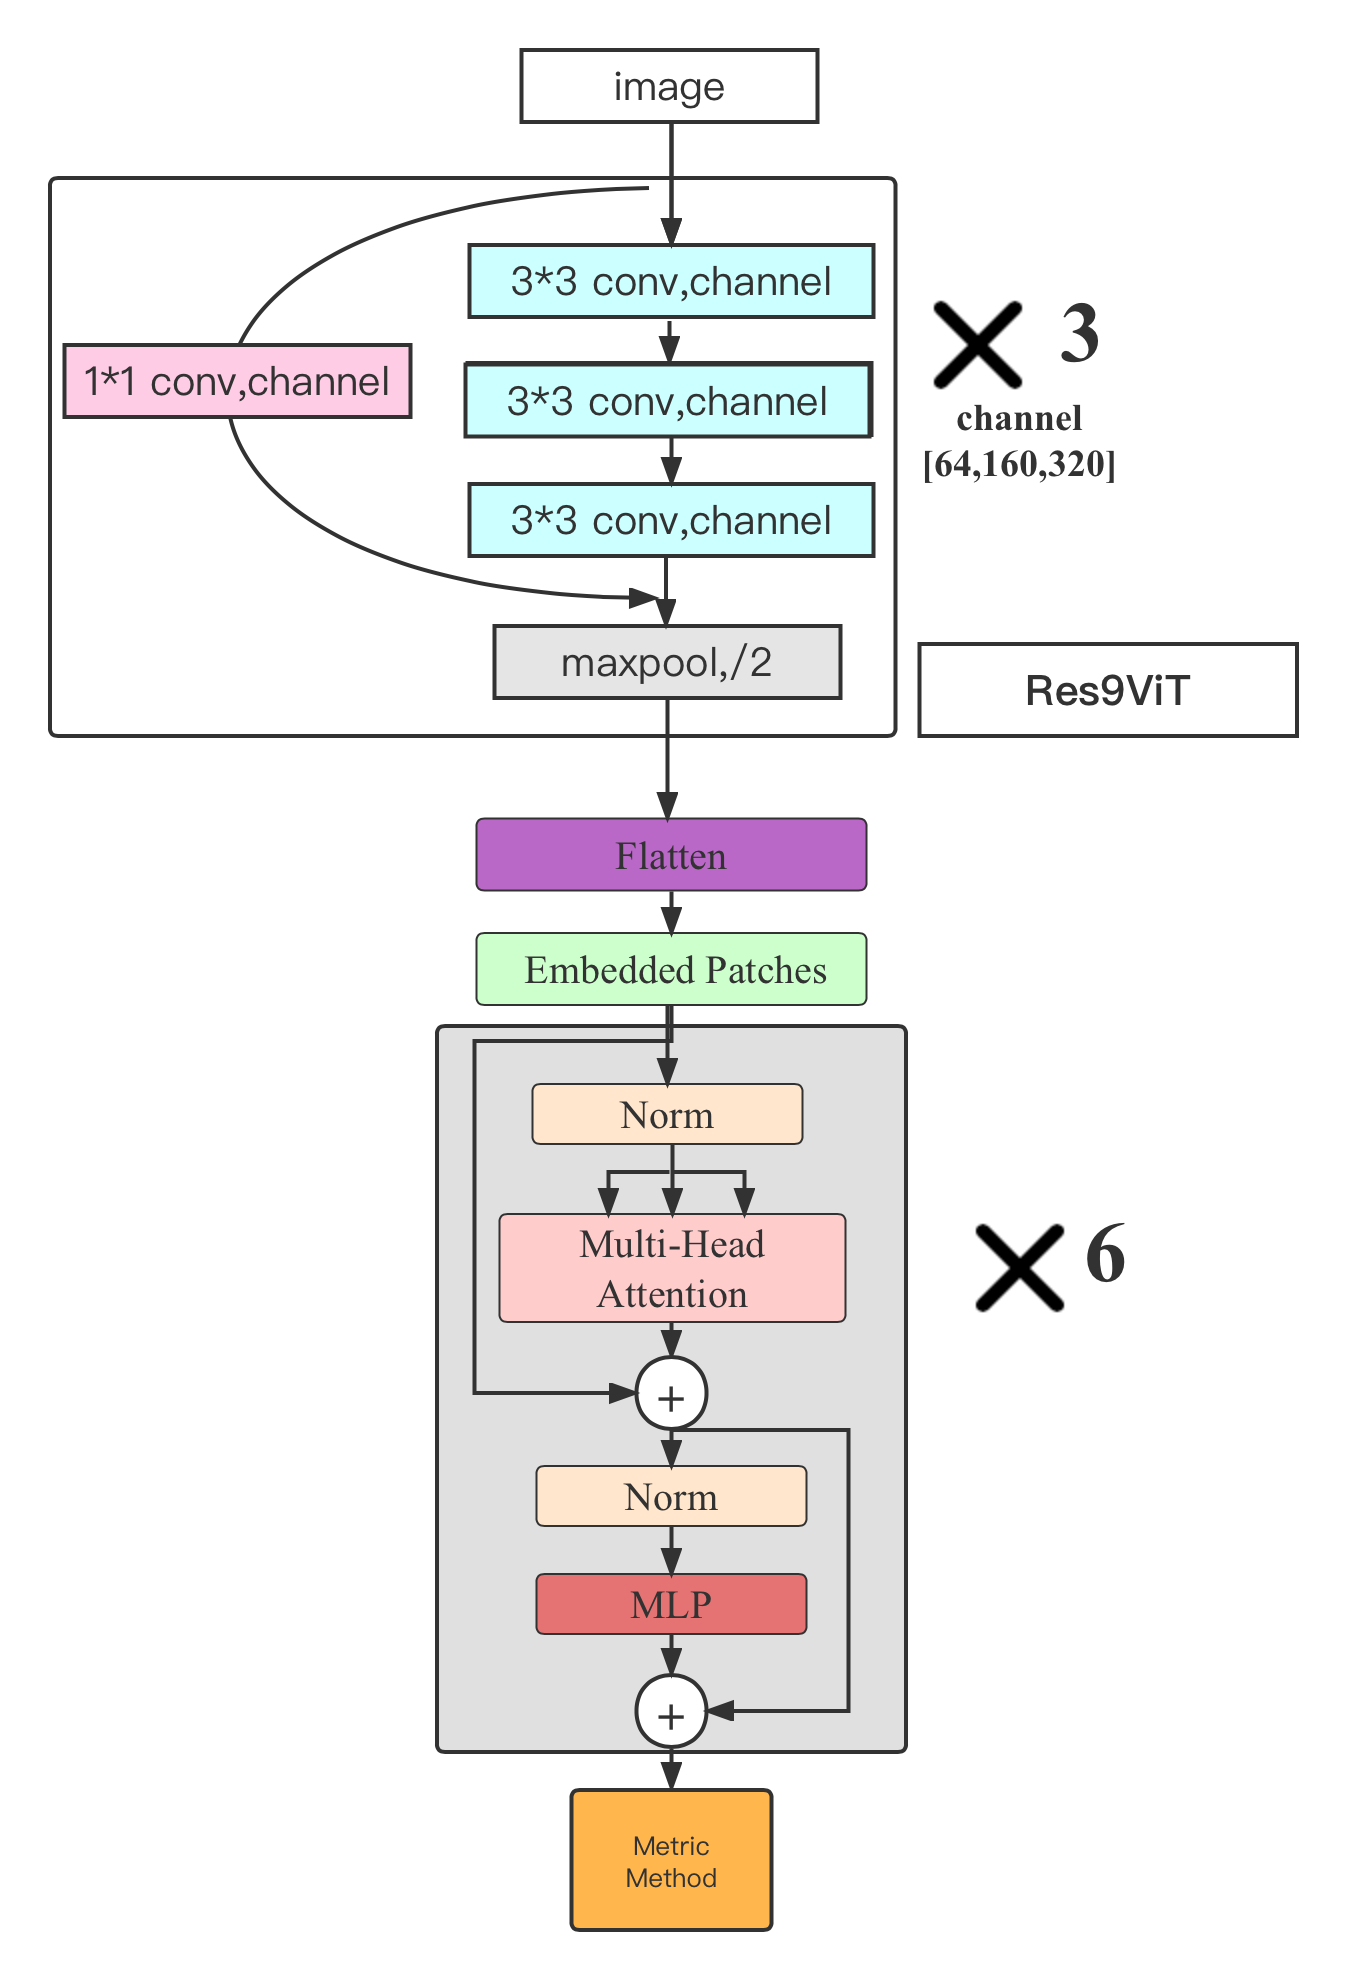 image
3*3 conv,channel
1*1 conv,channel
3*3 conv,channel
3*3 conv,channel
maxpool,/2
3
channel
[64,160,320]
Res9ViT
Flatten
Embedded Patches
Norm
Multi-Head
Attention
+
Norm
MLP
+
6
Metric
Method